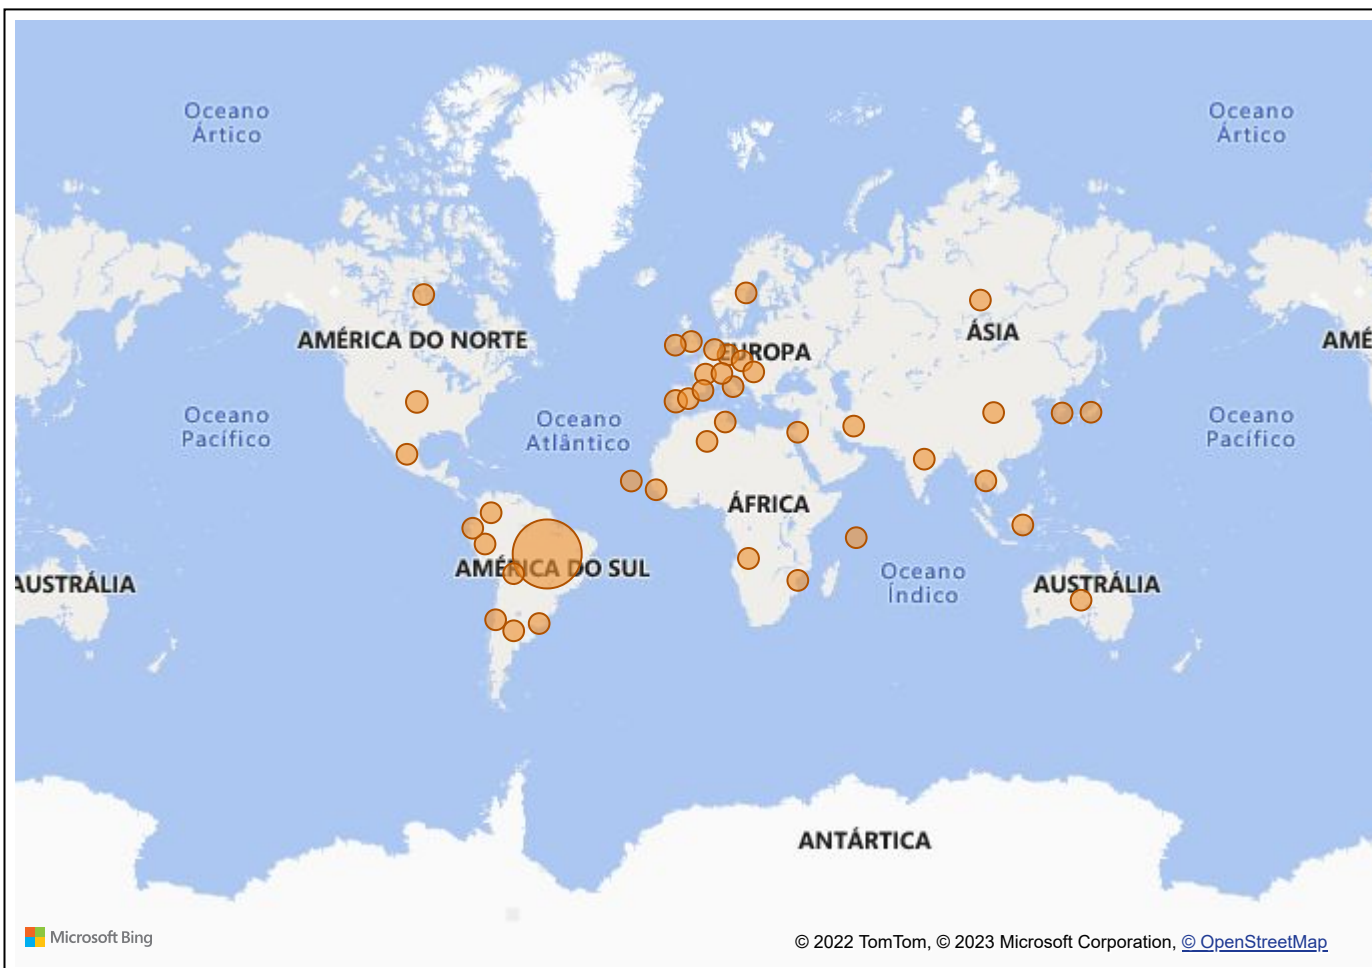 Oceano
Ártico
Oceano
Ártico
AMÉRICA DO NORTE
ÁSIA
EUROPA
AMÉ
Oceano
Pacífico
Oceano
Atlântico
Oceano
Pacífico
ÁFRICA
AMÉRICA DO SUL
AUSTRÁLIA
Oceano
Índico
AUSTRÁLIA
ANTÁRTICA
Microsoft Bing
© 2022 TomTom, © 2023 Microsoft Corporation, © OpenStreetMap